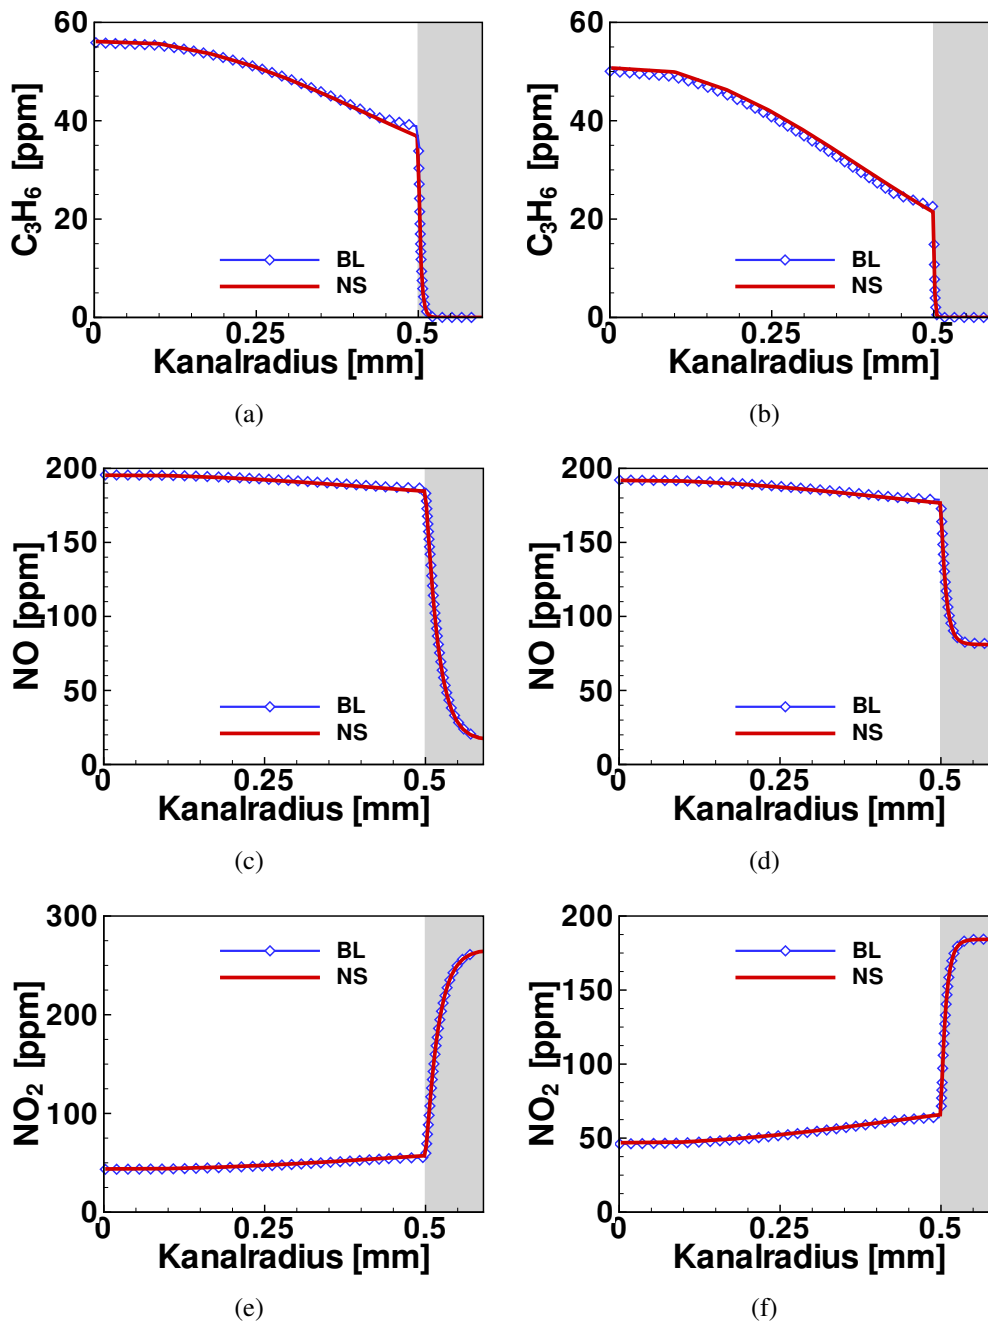 60
40
20
0
C₃H₆ [ppm]
BL
NS
0 0.25 0.5
Kanalradius [mm]
(a)
60
40
20
0
C₃H₆ [ppm]
BL
NS
0 0.25 0.5
Kanalradius [mm]
(b)
200
150
100
50
0
NO [ppm]
BL
NS
0 0.25 0.5
Kanalradius [mm]
(c)
200
150
100
50
0
NO [ppm]
BL
NS
0 0.25 0.5
Kanalradius [mm]
(d)
300
200
100
0
NO₂ [ppm]
BL
NS
0 0.25 0.5
Kanalradius [mm]
(e)
200
150
100
50
0
NO₂ [ppm]
BL
NS
0 0.25 0.5
Kanalradius [mm]
(f)